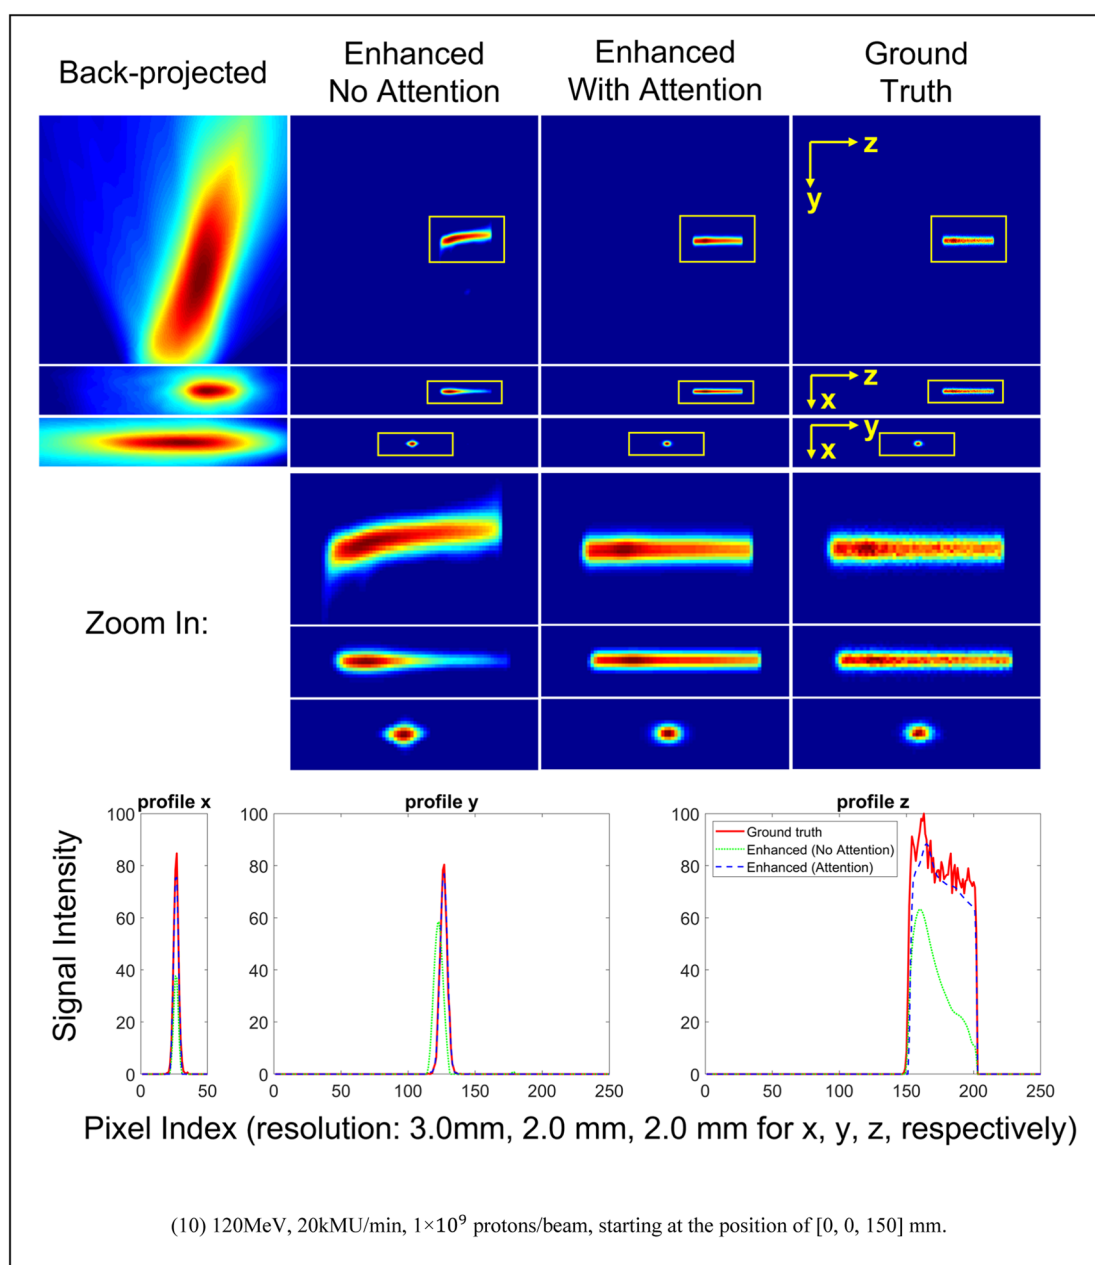 Back-projected
Enhanced
No Attention
Enhanced
With Attention
Ground
Truth
z
y
z
x
y
x
Zoom In:
profile x
profile y
profile z
Signal Intensity
100
80
60
40
20
0
0
50
100
80
60
40
20
0
0
50
100
150
200
250
100
80
60
40
20
0
0
50
100
150
200
250
Ground truth
Enhanced (No Attention)
Enhanced (Attention)
Pixel Index (resolution: 3.0mm, 2.0 mm, 2.0 mm for x, y, z, respectively)
(10) 120MeV, 20kMU/min, 1×10⁹ protons/beam, starting at the position of [0, 0, 150] mm.